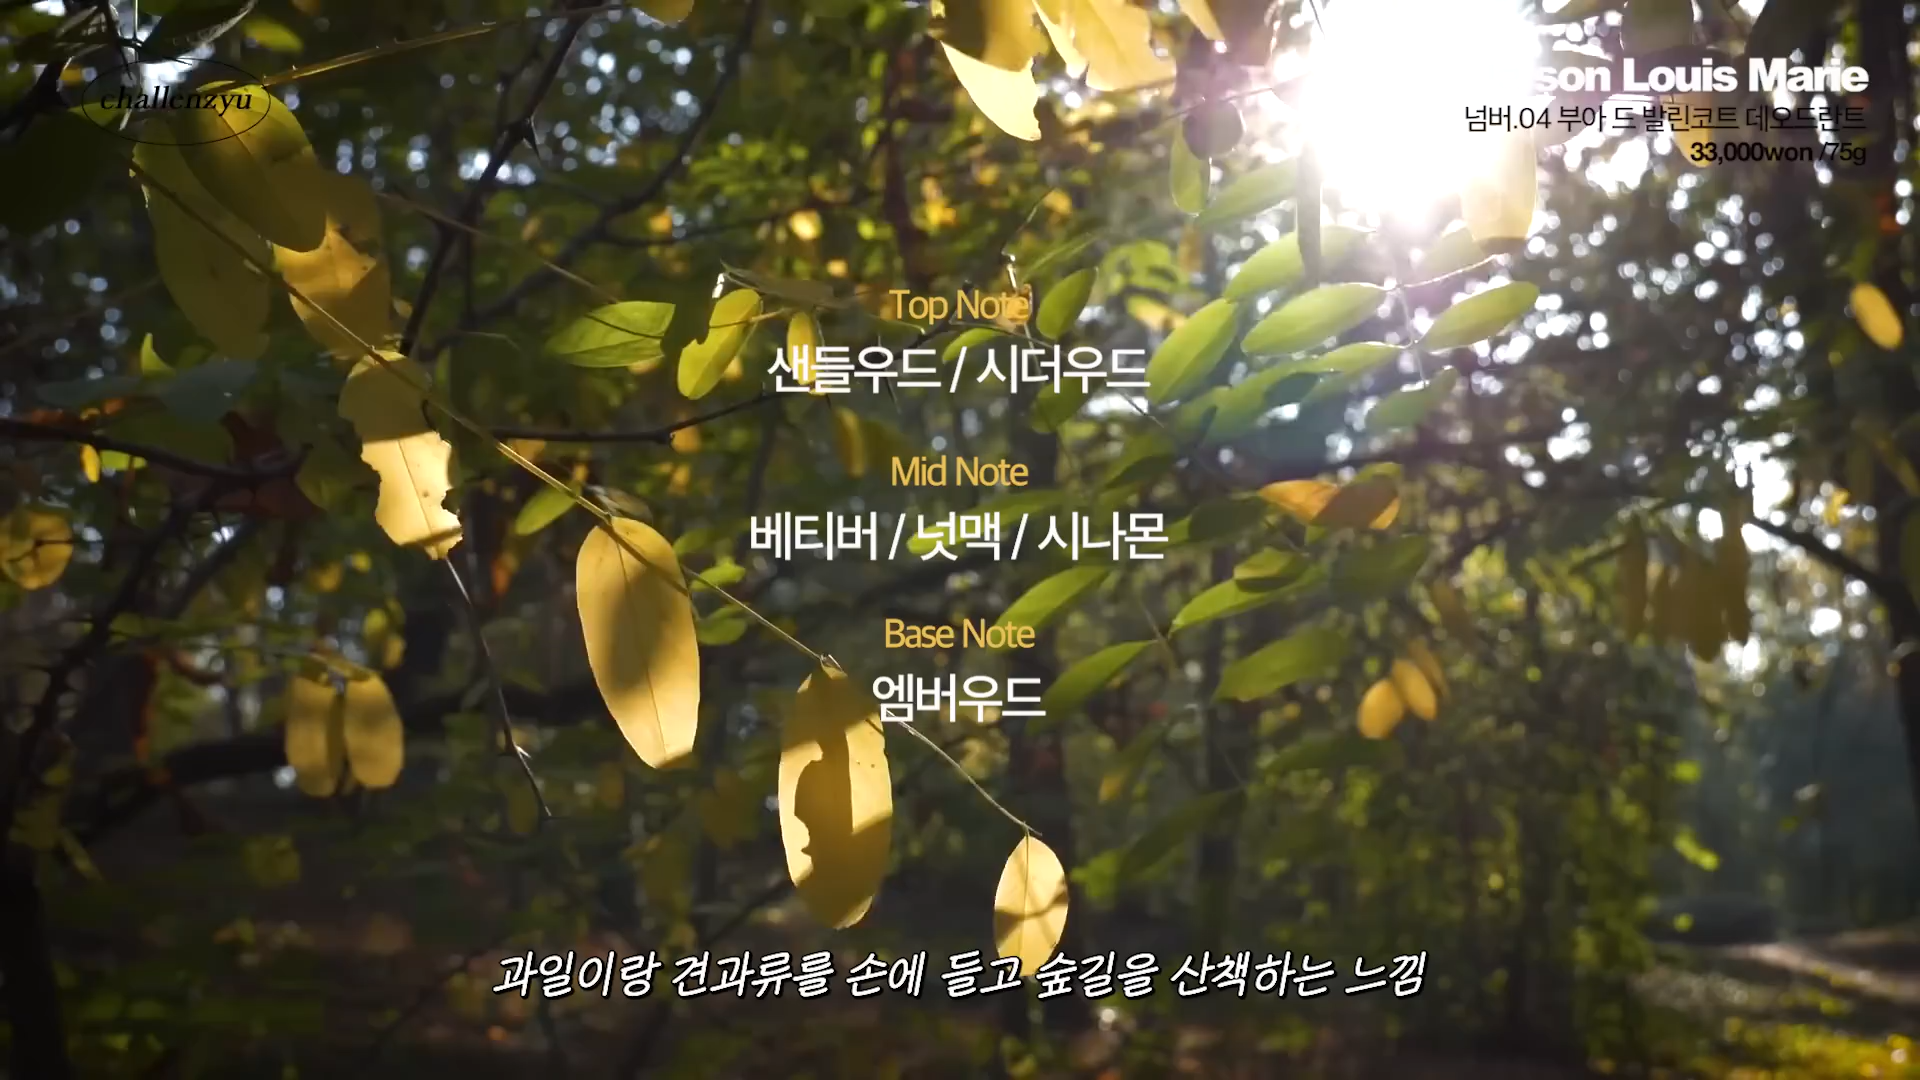 challenzyu
son Louis Marie
넘버.04 부아 드 발린코트 데오드란트
33,000won /75g
Top Note
샌들우드 / 시더우드
Mid Note
베티버 / 넛맥 / 시나몬
Base Note
엠버우드
과일이랑 견과류를 손에 들고 숲길을 산책하는 느낌